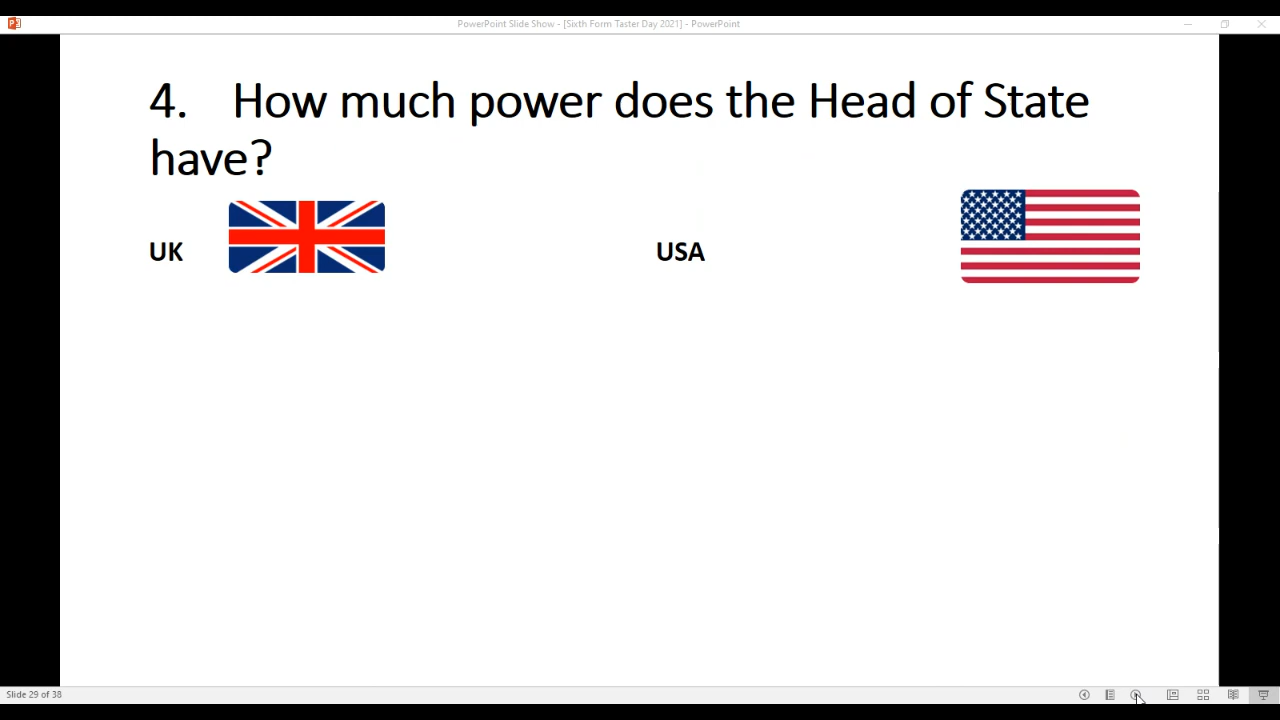 PowerPoint Slide Show - [Sixth Form Taster Day 2021] - PowerPoint
4. How much power does the Head of State
have?
UK
USA
Slide 29 of 38